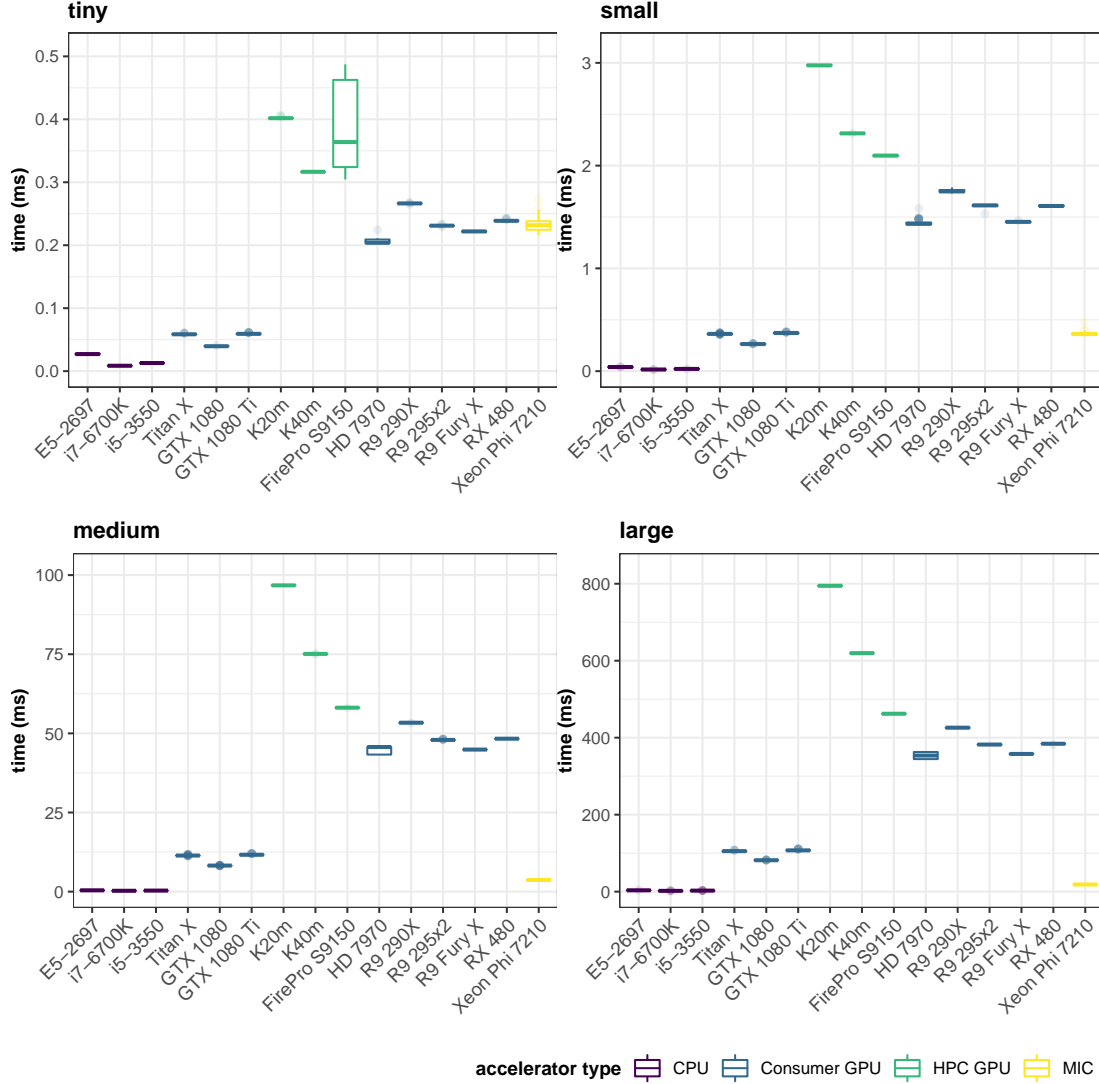 tiny
time (ms)
0.5
0.4
0.3
0.2
0.1
0.0
E5−2697
i7−6700K
i5−3550
Titan X
GTX 1080
GTX 1080 Ti
K20m
K40m
FirePro S9150
HD 7970
R9 290X
R9 295x2
R9 Fury X
RX 480
Xeon Phi 7210
small
time (ms)
3
2
1
0
E5−2697
i7−6700K
i5−3550
Titan X
GTX 1080
GTX 1080 Ti
K20m
K40m
FirePro S9150
HD 7970
R9 290X
R9 295x2
R9 Fury X
RX 480
Xeon Phi 7210
medium
time (ms)
100
75
50
25
0
E5−2697
i7−6700K
i5−3550
Titan X
GTX 1080
GTX 1080 Ti
K20m
K40m
FirePro S9150
HD 7970
R9 290X
R9 295x2
R9 Fury X
RX 480
Xeon Phi 7210
large
time (ms)
800
600
400
200
0
E5−2697
i7−6700K
i5−3550
Titan X
GTX 1080
GTX 1080 Ti
K20m
K40m
FirePro S9150
HD 7970
R9 290X
R9 295x2
R9 Fury X
RX 480
Xeon Phi 7210
accelerator type CPU Consumer GPU HPC GPU MIC